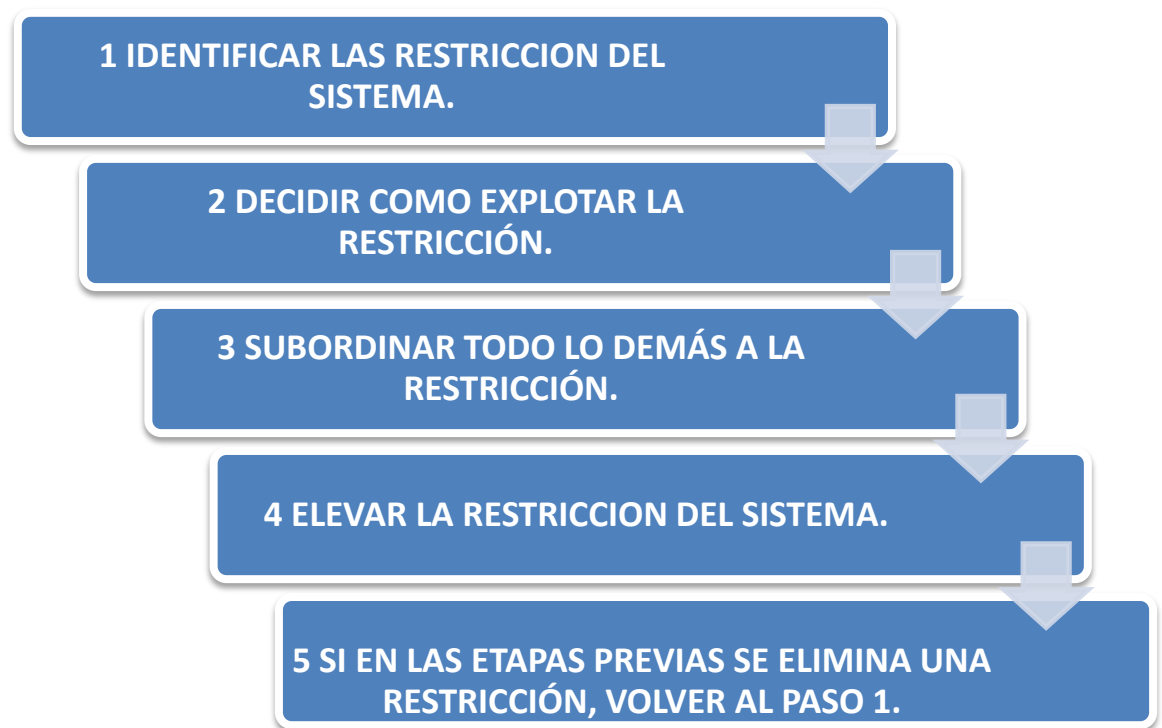 1 IDENTIFICAR LAS RESTRICCION DEL
SISTEMA.
2 DECIDIR COMO EXPLOTAR LA
RESTRICCIÓN.
3 SUBORDINAR TODO LO DEMÁS A LA
RESTRICCIÓN.
4 ELEVAR LA RESTRICCION DEL SISTEMA.
5 SI EN LAS ETAPAS PREVIAS SE ELIMINA UNA
RESTRICCIÓN, VOLVER AL PASO 1.